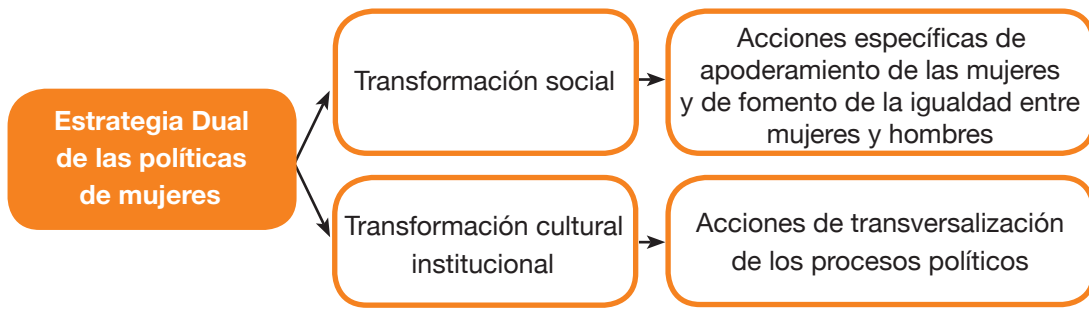 Estrategia Dual
de las políticas
de mujeres
Transformación social
Acciones específicas de
apoderamiento de las mujeres
y de fomento de la igualdad entre
mujeres y hombres
Transformación cultural
institucional
Acciones de transversalización
de los procesos políticos